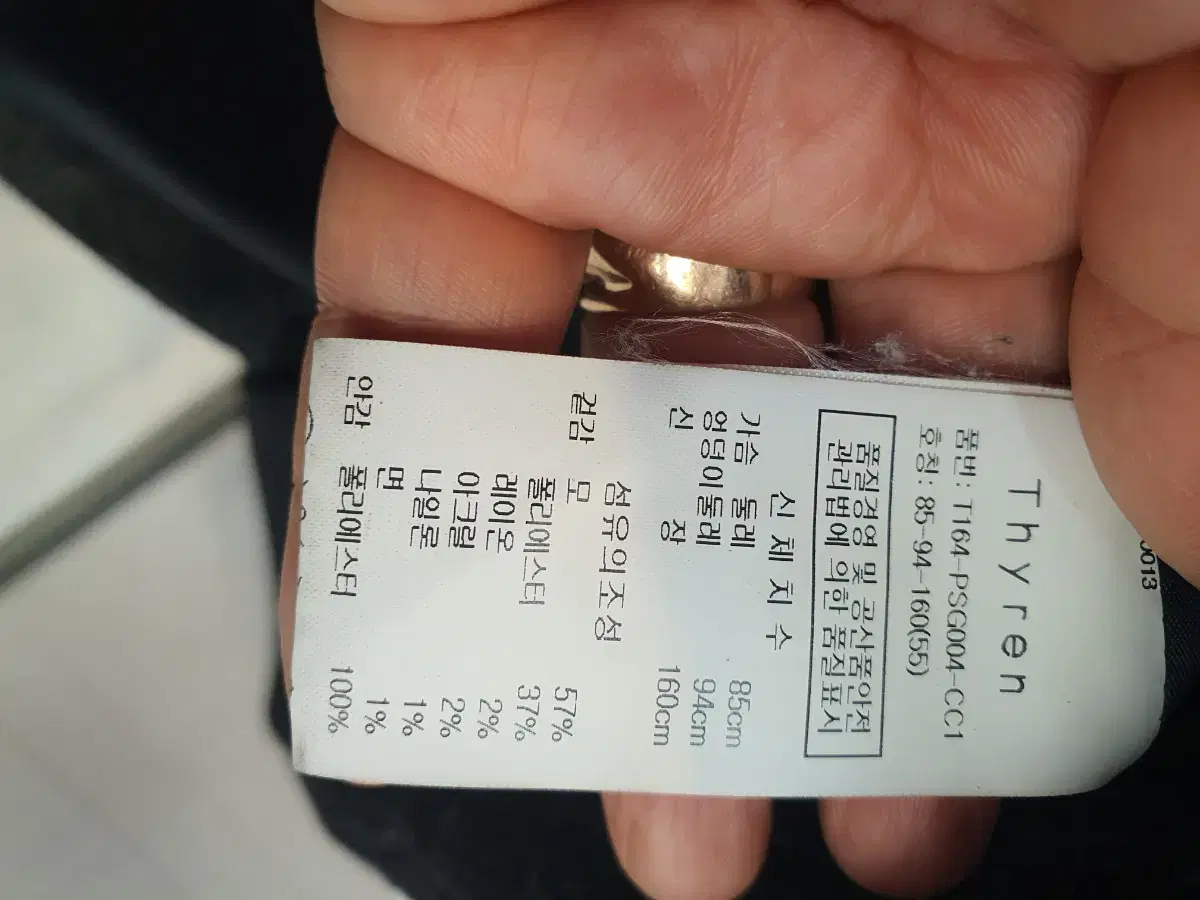 Thyren
품번: T164-PSG004-CC1
호칭: 85-94-160(55)
품질경영 및 공산품안전
관리법에 의한 품질표시
신 체 치 수
가슴 둘레 85cm
엉덩이둘레 94cm
신 장 160cm
섬유의조성
겉감 모 57%
폴리에스터 37%
레이온 2%
아크릴 2%
나일론 1%
면 1%
안감 폴리에스터 100%
0013